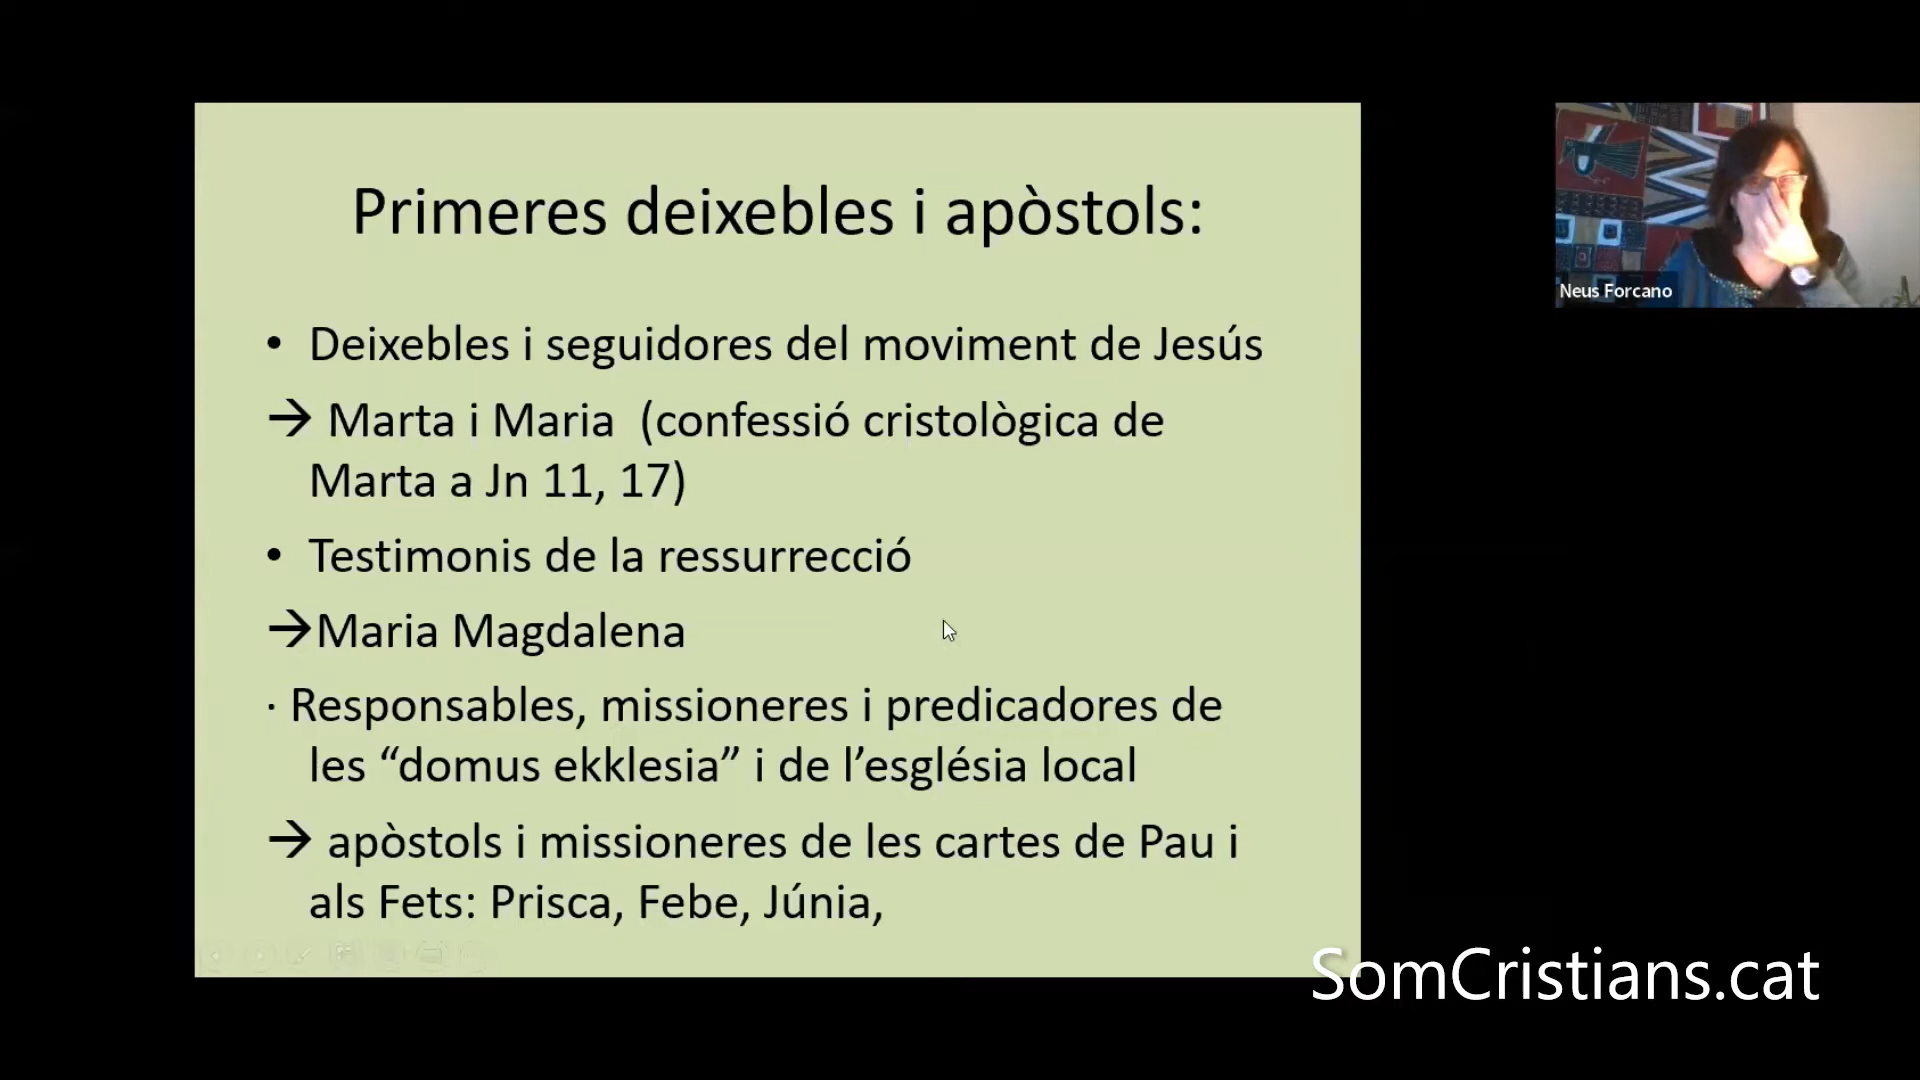 Primeres deixebles i apòstols:
• Deixebles i seguidores del moviment de Jesús
→ Marta i Maria (confessió cristològica de
Marta a Jn 11, 17)
• Testimonis de la ressurrecció
→Maria Magdalena
· Responsables, missioneres i predicadores de
les “domus ekklesia” i de l’església local
→ apòstols i missioneres de les cartes de Pau i
als Fets: Prisca, Febe, Júnia,
Neus Forcano
SomCristians.cat